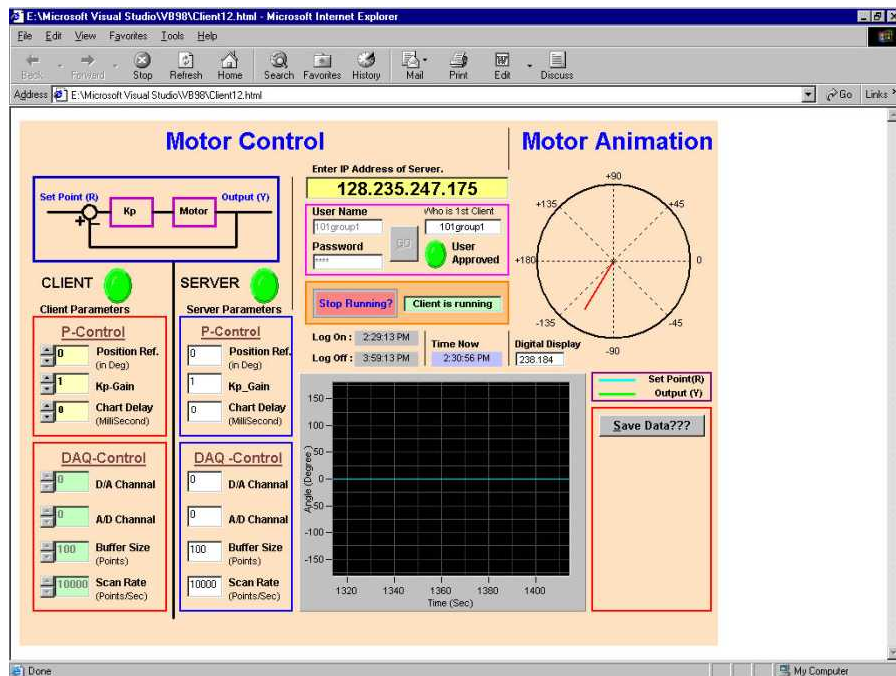 E:\Microsoft Visual Studio\VB98\Client12.html - Microsoft Internet Explorer
File Edit View Favorites Tools Help
Back Forward Stop Refresh Home Search Favorites History Mail Print Edit Discuss
Address E:\Microsoft Visual Studio\VB98\Client12.html Go Links
Motor Control
Motor Animation
Set Point (R)
Output (Y)
Kp
Motor
+
-
Enter IP Address of Server.
128.235.247.175
User Name
Who is 1st Client
101group1
101group1
Password
GO
****
User
Approved
CLIENT
SERVER
Client Parameters
Server Parameters
Stop Running?
Client is running
P-Control
0 Position Ref.
(in Deg)
1 Kp-Gain
0 Chart Delay
(MilliSecond)
P-Control
0 Position Ref.
(in Deg)
1 Kp_Gain
0 Chart Delay
(MilliSecond)
DAQ-Control
0 D/A Channel
0 A/D Channel
100 Buffer Size
(Points)
10000 Scan Rate
(Points/Sec)
DAQ -Control
0 D/A Channel
0 A/D Channel
100 Buffer Size
(Points)
10000 Scan Rate
(Points/Sec)
Log On : 2:29:13 PM
Log Off : 3:59:13 PM
Time Now
2:30:56 PM
Digital Display
238.184
+90
+135
+45
+180
0
-135
-45
-90
Set Point(R)
Output (Y)
Save Data???
Angle (Degree )
150
100
50
0
-50
-100
-150
1320 1340 1360 1380 1400
Time (Sec)
Done
My Computer